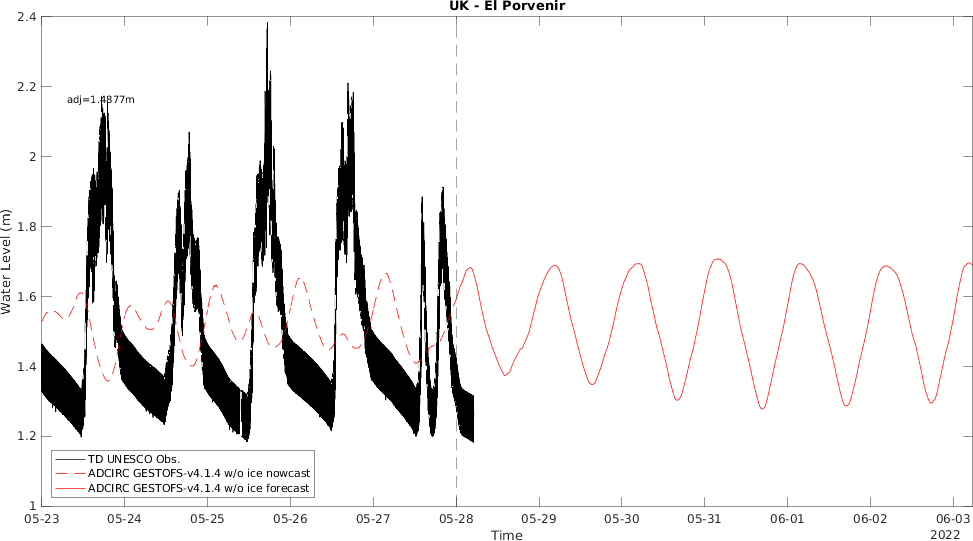 UK - El Porvenir
2.4
2.2
2
1.8
1.6
1.4
1.2
1
Water Level (m)
adj=1.4877m
TD UNESCO Obs.
ADCIRC GESTOFS-v4.1.4 w/o ice nowcast
ADCIRC GESTOFS-v4.1.4 w/o ice forecast
05-23 05-24 05-25 05-26 05-27 05-28 05-29 05-30 05-31 06-01 06-02 06-03
Time
2022